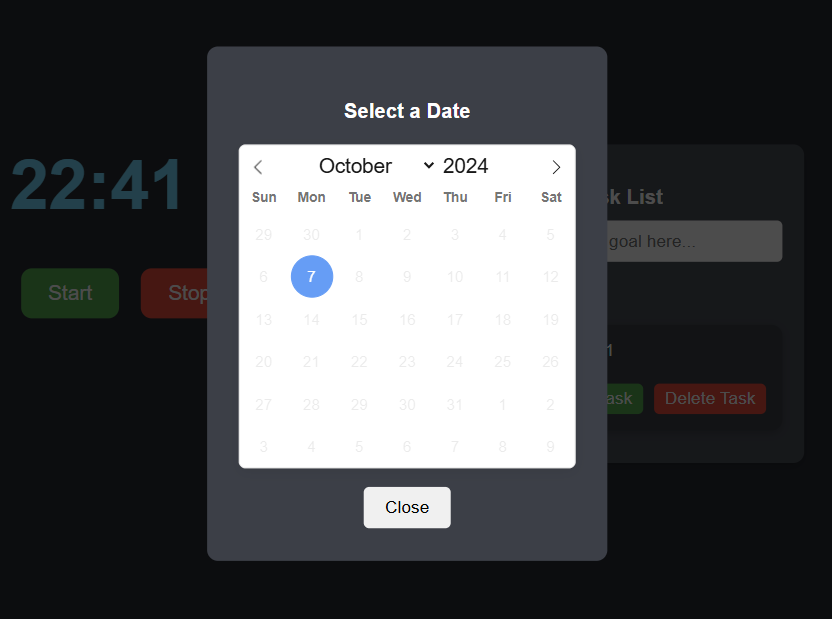 Select a Date
October 2024
Sun Mon Tue Wed Thu Fri Sat
29 30 1 2 3 4 5
6 7 8 9 10 11 12
13 14 15 16 17 18 19
20 21 22 23 24 25 26
27 28 29 30 31 1 2
3 4 5 6 7 8 9
Close
22:41
Start Stop
List
goal here...
1
Delete Task